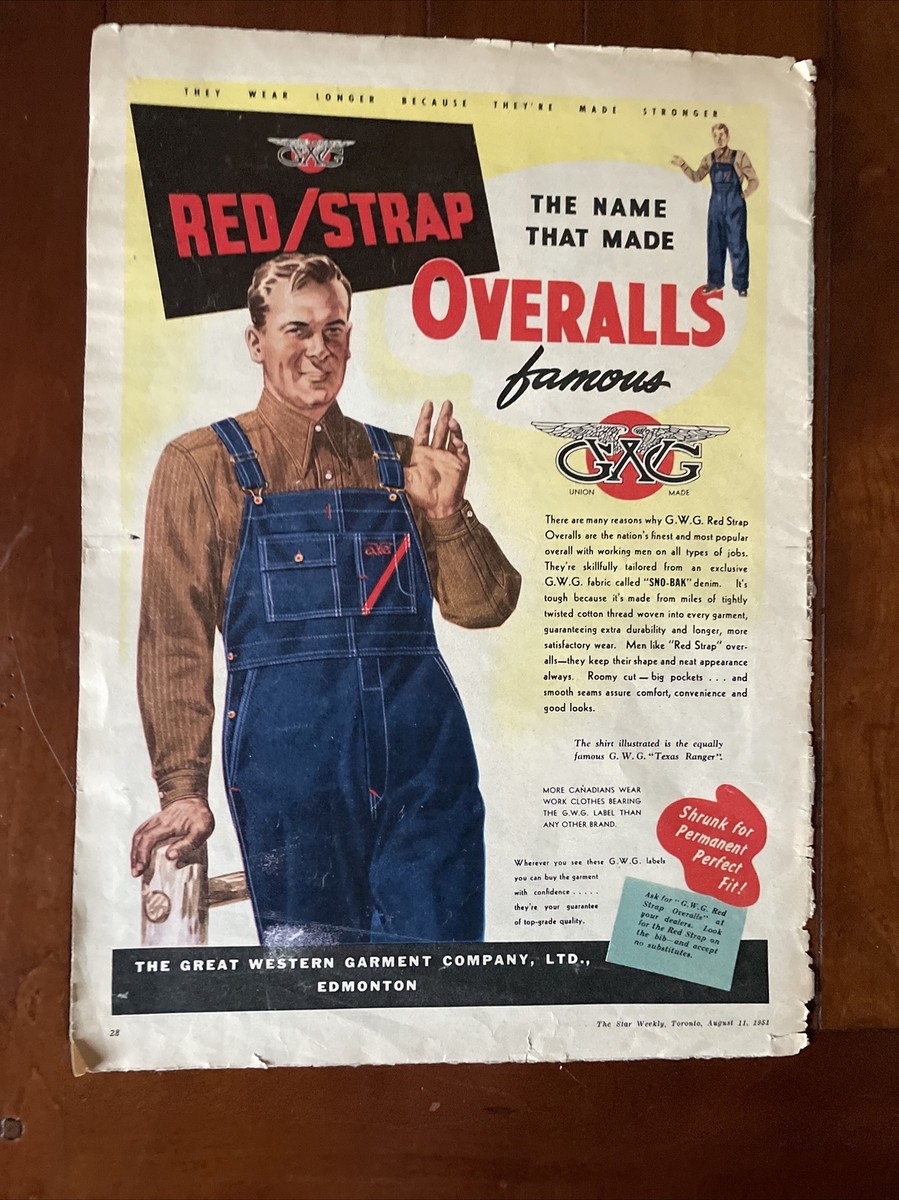 THEY WEAR LONGER BECAUSE THEY'RE MADE STRONGER
GWG
RED/STRAP
THE NAME
THAT MADE
OVERALLS
famous
GWG
UNION MADE
GWG
There are many reasons why G.W.G. Red Strap
Overalls are the nation's finest and most popular
overall with working men on all types of jobs.
They're skillfully tailored from an exclusive
G.W.G. fabric called "SNO-BAK" denim. It's
tough because it's made from miles of tightly
twisted cotton thread woven into every garment,
guaranteeing extra durability and longer, more
satisfactory wear. Men like "Red Strap" over-
alls—they keep their shape and neat appearance
always. Roomy cut—big pockets . . . and
smooth seams assure comfort, convenience and
good looks.
The shirt illustrated is the equally
famous G. W. G. "Texas Ranger".
MORE CANADIANS WEAR
WORK CLOTHES BEARING
THE G.W.G. LABEL THAN
ANY OTHER BRAND.
Shrunk for
Permanent
Perfect
Fit!
Wherever you see these G.W.G. labels
you can buy the garment
with confidence . . . . .
they're your guarantee
of top-grade quality.
Ask for "G.W.G. Red
Strap Overalls" at
your dealers. Look
for the Red Strap on
the bib—and accept
no substitutes.
THE GREAT WESTERN GARMENT COMPANY, LTD.,
EDMONTON
28
The Star Weekly, Toronto, August 11, 1951